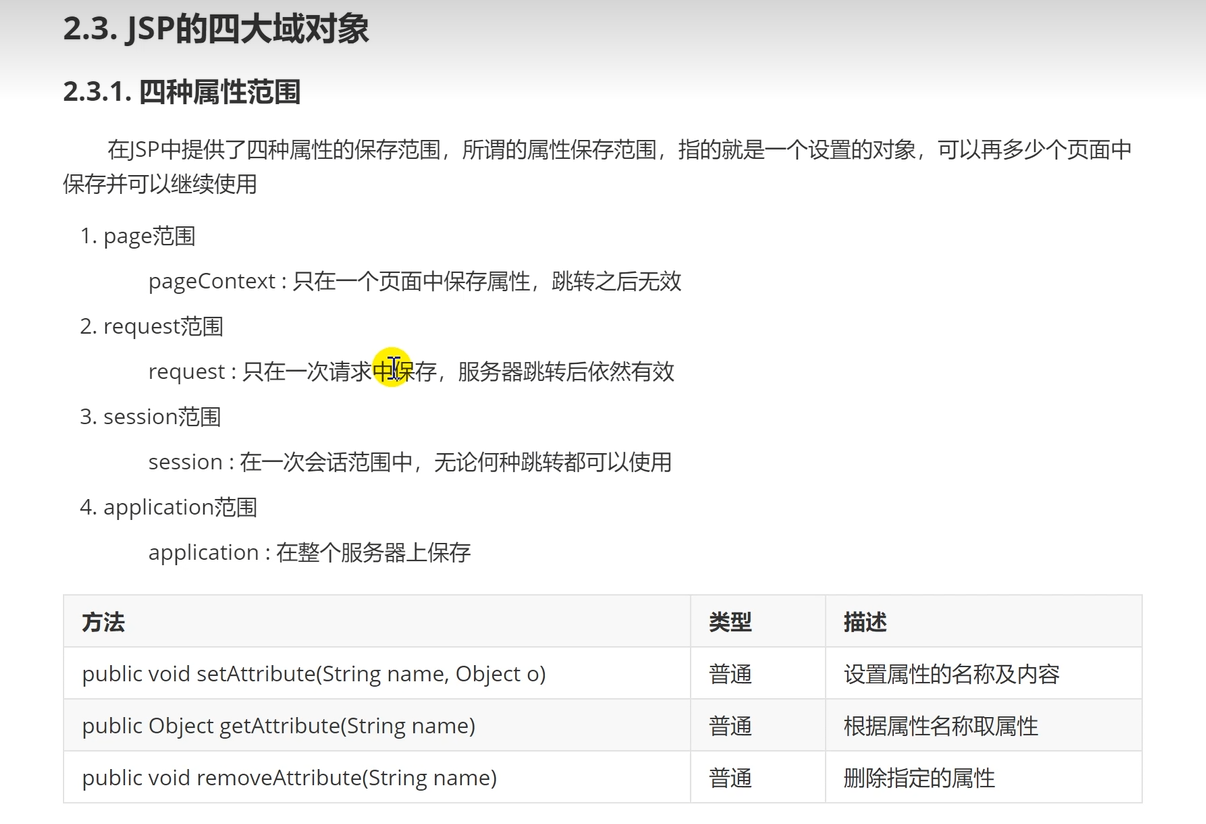 2.3. JSP的四大域对象
2.3.1. 四种属性范围
在JSP中提供了四种属性的保存范围，所谓的属性保存范围，指的就是一个设置的对象，可以再多少个页面中
保存并可以继续使用
1. page范围
pageContext : 只在一个页面中保存属性，跳转之后无效
2. request范围
request : 只在一次请求中保存，服务器跳转后依然有效
3. session范围
session : 在一次会话范围中，无论何种跳转都可以使用
4. application范围
application : 在整个服务器上保存
方法 类型 描述
public void setAttribute(String name, Object o) 普通 设置属性的名称及内容
public Object getAttribute(String name) 普通 根据属性名称取属性
public void removeAttribute(String name) 普通 删除指定的属性